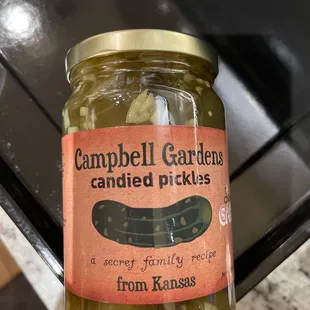 Campbell Gardens
candied pickles
a secret family recipe
from Kansas